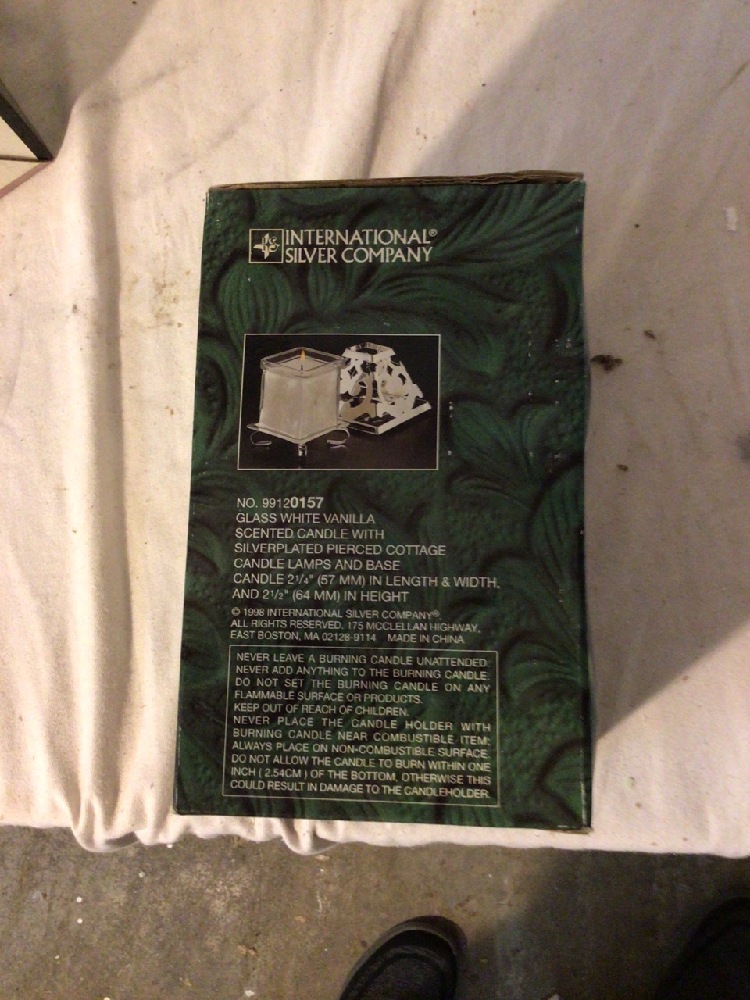 INTERNATIONAL®
SILVER COMPANY
NO. 99120157
GLASS WHITE VANILLA
SCENTED CANDLE WITH
SILVERPLATED PIERCED COTTAGE
CANDLE LAMPS AND BASE
CANDLE 2 1/4" (57 MM) IN LENGTH & WIDTH,
AND 2 1/2" (64 MM) IN HEIGHT
© 1998 INTERNATIONAL SILVER COMPANY®
ALL RIGHTS RESERVED. 175 MCCLELLAN HIGHWAY,
EAST BOSTON, MA 02128-9114 MADE IN CHINA
NEVER LEAVE A BURNING CANDLE UNATTENDED.
NEVER ADD ANYTHING TO THE BURNING CANDLE.
DO NOT SET THE BURNING CANDLE ON ANY
FLAMMABLE SURFACE OR PRODUCTS.
KEEP OUT OF REACH OF CHILDREN.
NEVER PLACE THE CANDLE HOLDER WITH
BURNING CANDLE NEAR COMBUSTIBLE ITEM.
ALWAYS PLACE ON NON-COMBUSTIBLE SURFACE.
DO NOT ALLOW THE CANDLE TO BURN WITHIN ONE
INCH ( 2.54CM ) OF THE BOTTOM, OTHERWISE THIS
COULD RESULT IN DAMAGE TO THE CANDLEHOLDER.